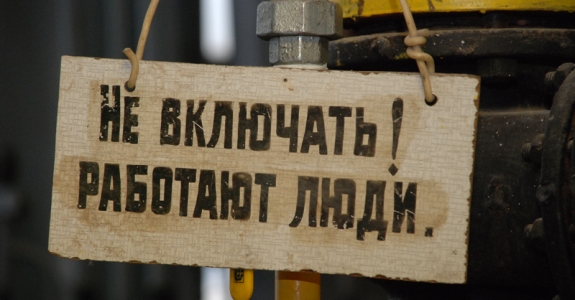 НЕ ВКЛЮЧАТЬ!
РАБОТАЮТ ЛЮДИ.